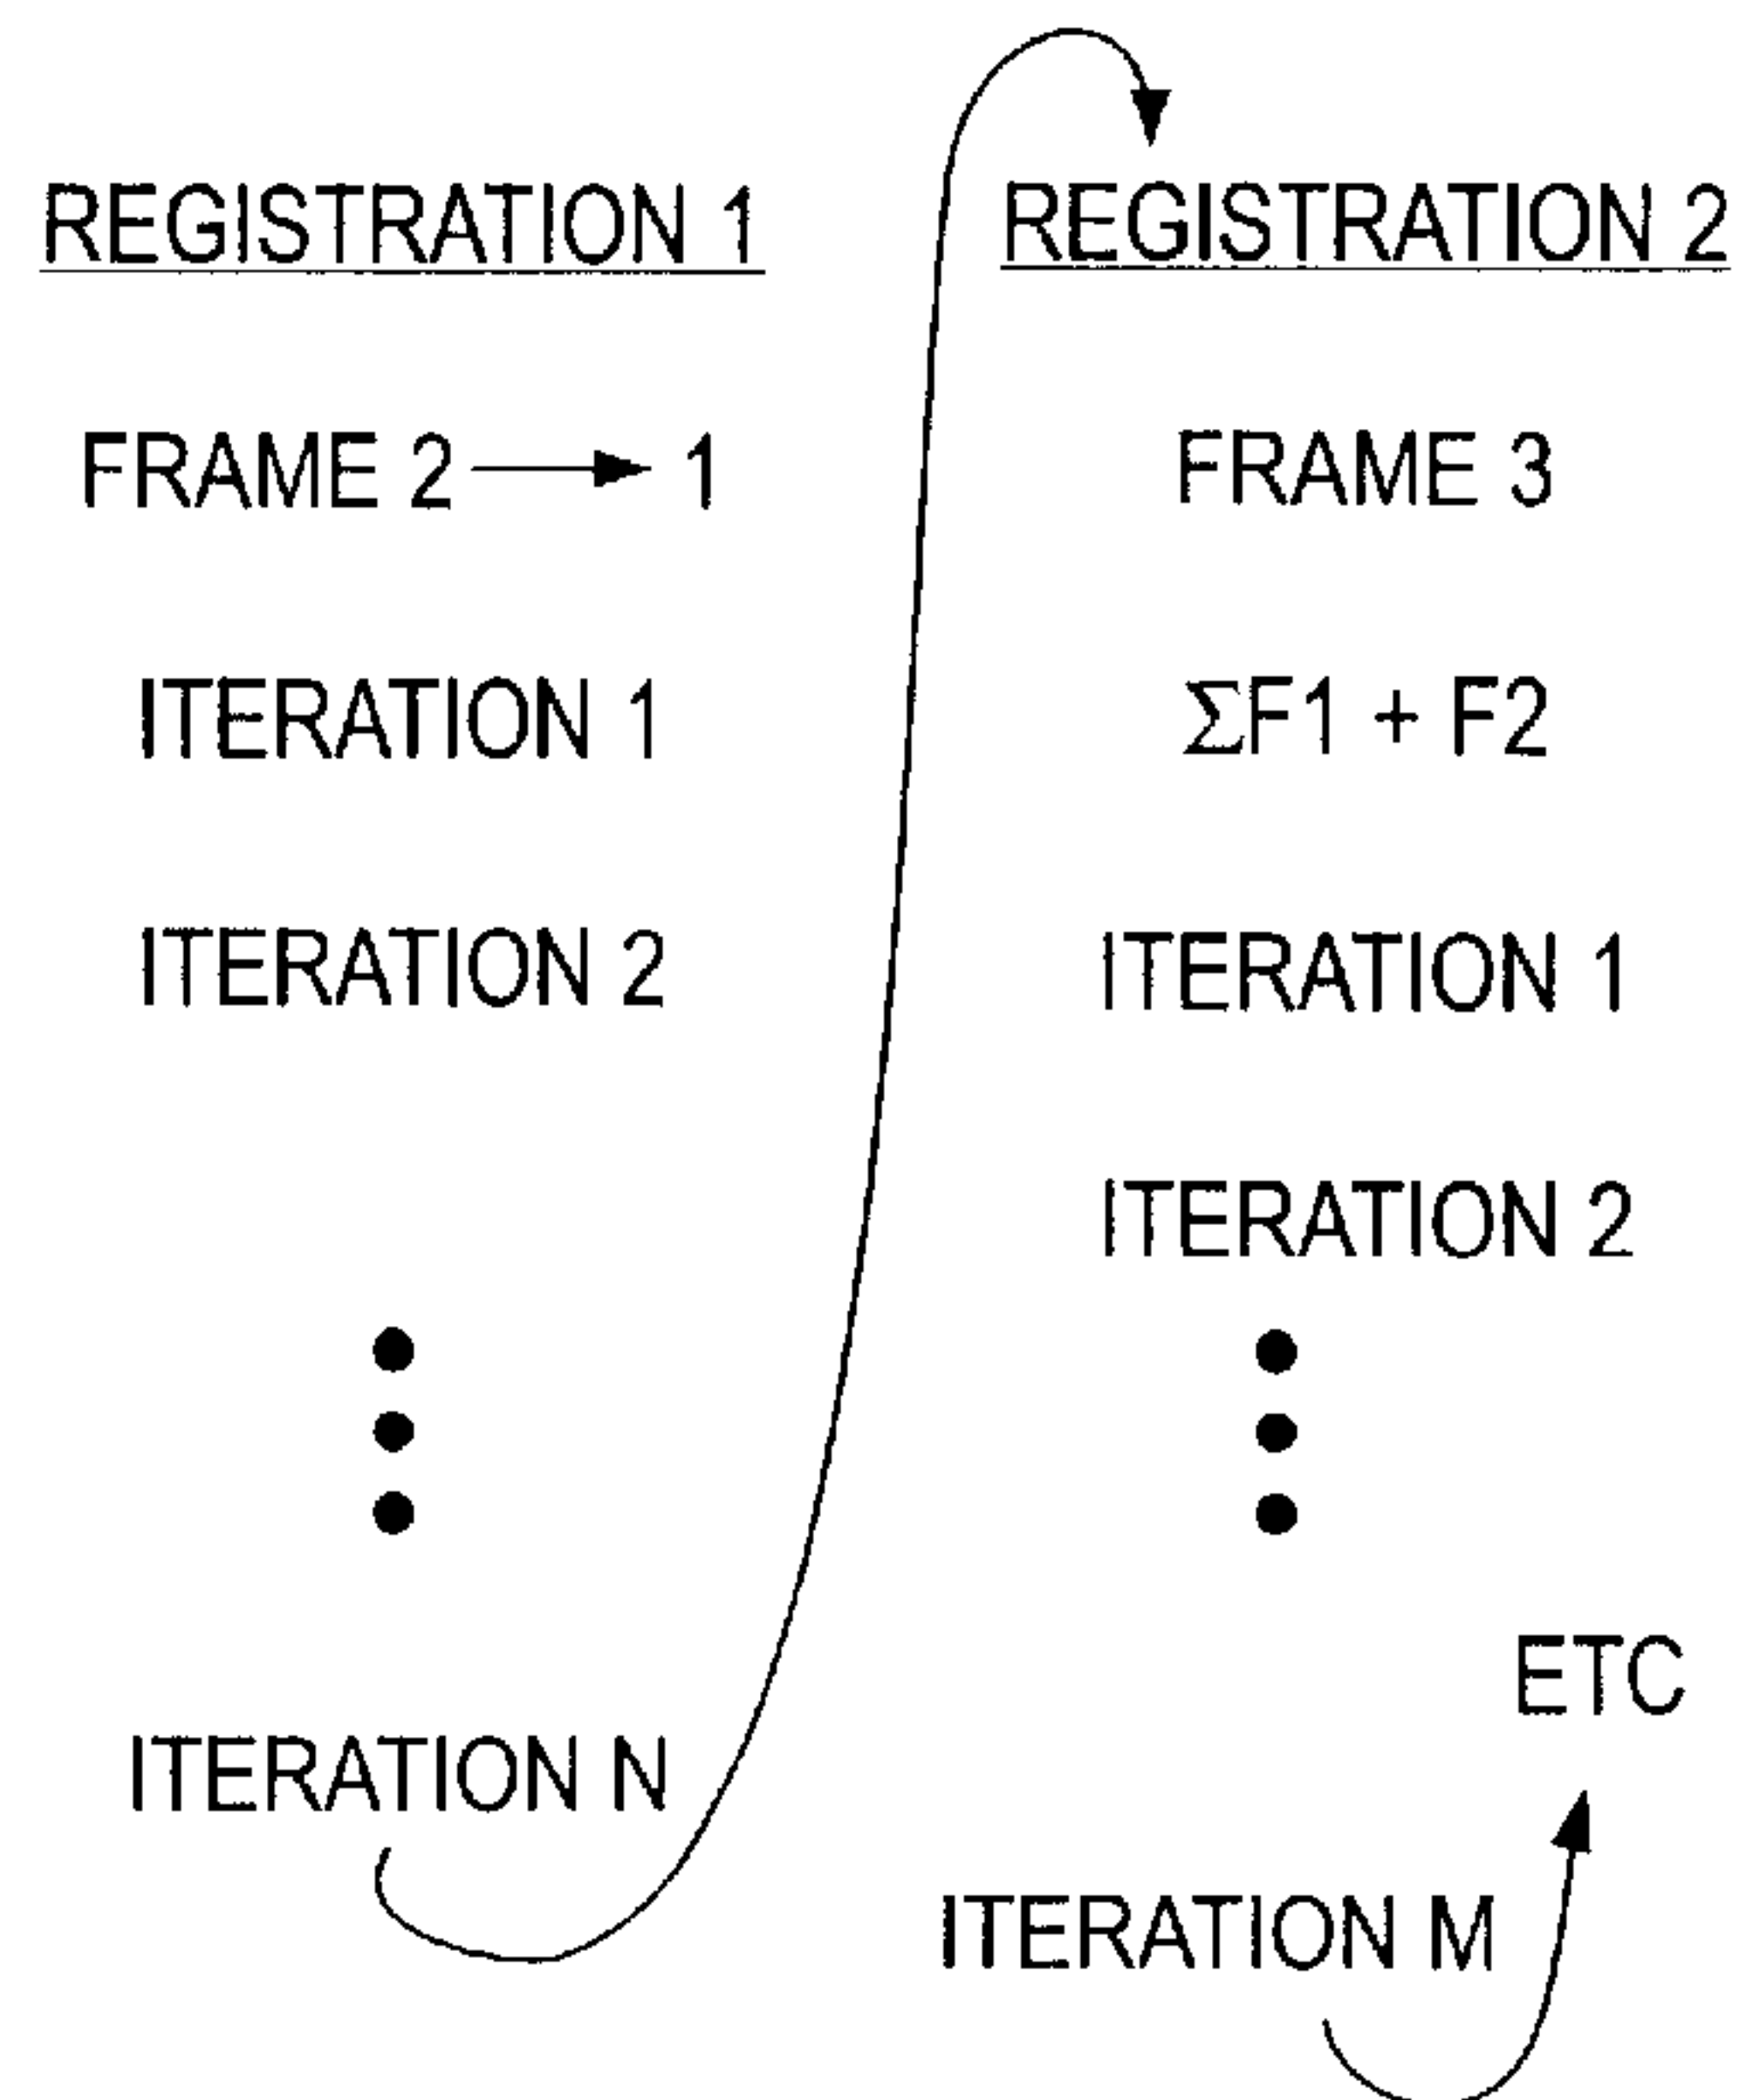 REGISTRATION 1
FRAME 2 → 1
ITERATION 1
ITERATION 2
ITERATION N
REGISTRATION 2
FRAME 3
ΣF1 + F2
ITERATION 1
ITERATION 2
ITERATION M
ETC